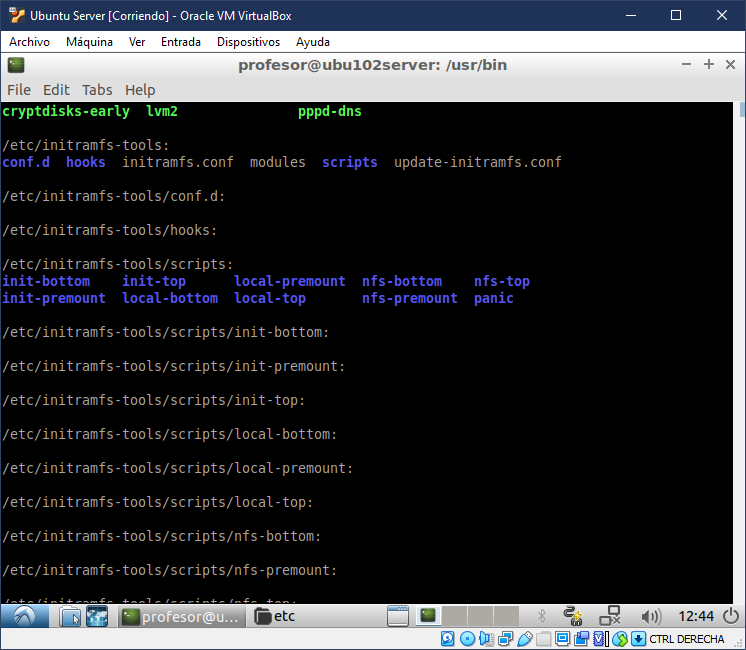 Ubuntu Server [Corriendo] - Oracle VM VirtualBox
Archivo Máquina Ver Entrada Dispositivos Ayuda
profesor@ubu102server: /usr/bin
File Edit Tabs Help
cryptdisks-early lvm2 pppd-dns
/etc/initramfs-tools:
conf.d hooks initramfs.conf modules scripts update-initramfs.conf
/etc/initramfs-tools/conf.d:
/etc/initramfs-tools/hooks:
/etc/initramfs-tools/scripts:
init-bottom init-top local-premount nfs-bottom nfs-top
init-premount local-bottom local-top nfs-premount panic
/etc/initramfs-tools/scripts/init-bottom:
/etc/initramfs-tools/scripts/init-premount:
/etc/initramfs-tools/scripts/init-top:
/etc/initramfs-tools/scripts/local-bottom:
/etc/initramfs-tools/scripts/local-premount:
/etc/initramfs-tools/scripts/local-top:
/etc/initramfs-tools/scripts/nfs-bottom:
/etc/initramfs-tools/scripts/nfs-premount:
/etc/initramfs-tools/scripts/nfs-top:
profesor@u... etc 12:44
CTRL DERECHA